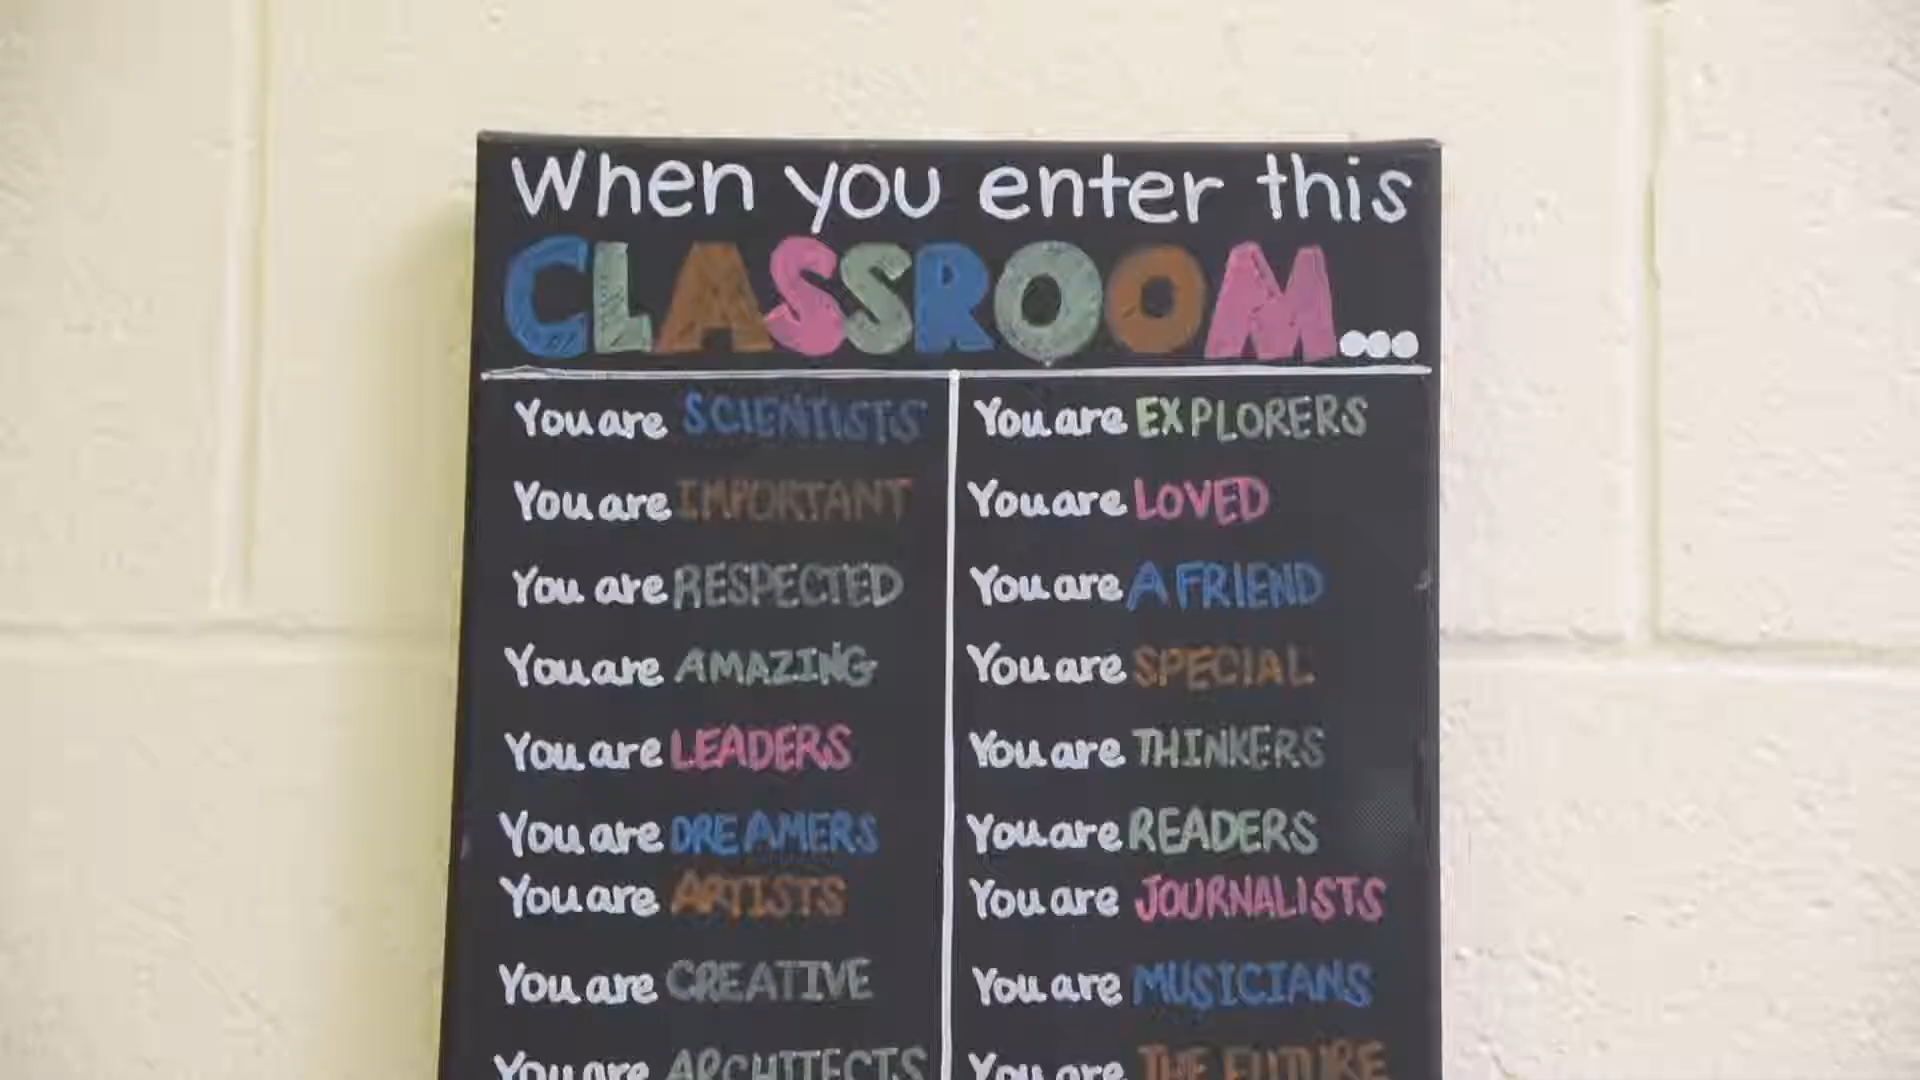 When you enter this
CLASSROOM...
You are SCIENTISTS
You are IMPORTANT
You are RESPECTED
You are AMAZING
You are LEADERS
You are DREAMERS
You are ARTISTS
You are CREATIVE
You are ARCHITECTS
You are EXPLORERS
You are LOVED
You are A FRIEND
You are SPECIAL
You are THINKERS
You are READERS
You are JOURNALISTS
You are MUSICIANS
You are THE FUTURE